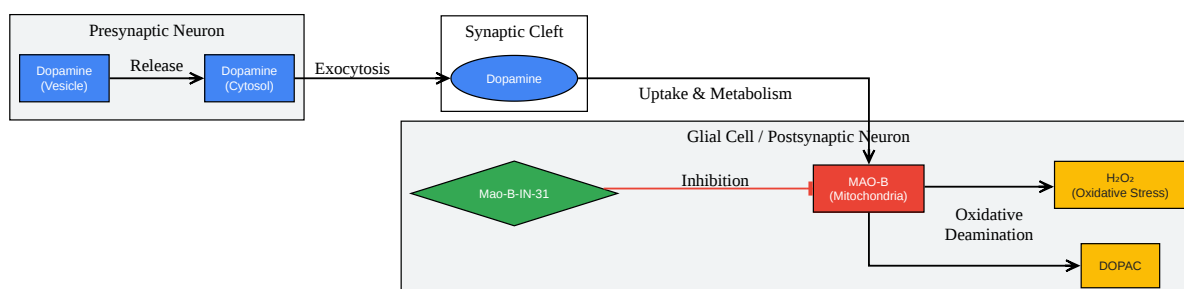 Presynaptic Neuron
Dopamine
(Vesicle)
Release
Dopamine
(Cytosol)
Exocytosis
Synaptic Cleft
Dopamine
Uptake & Metabolism
Glial Cell / Postsynaptic Neuron
Mao-B-IN-31
Inhibition
MAO-B
(Mitochondria)
Oxidative
Deamination
H₂O₂
(Oxidative Stress)
DOPAC